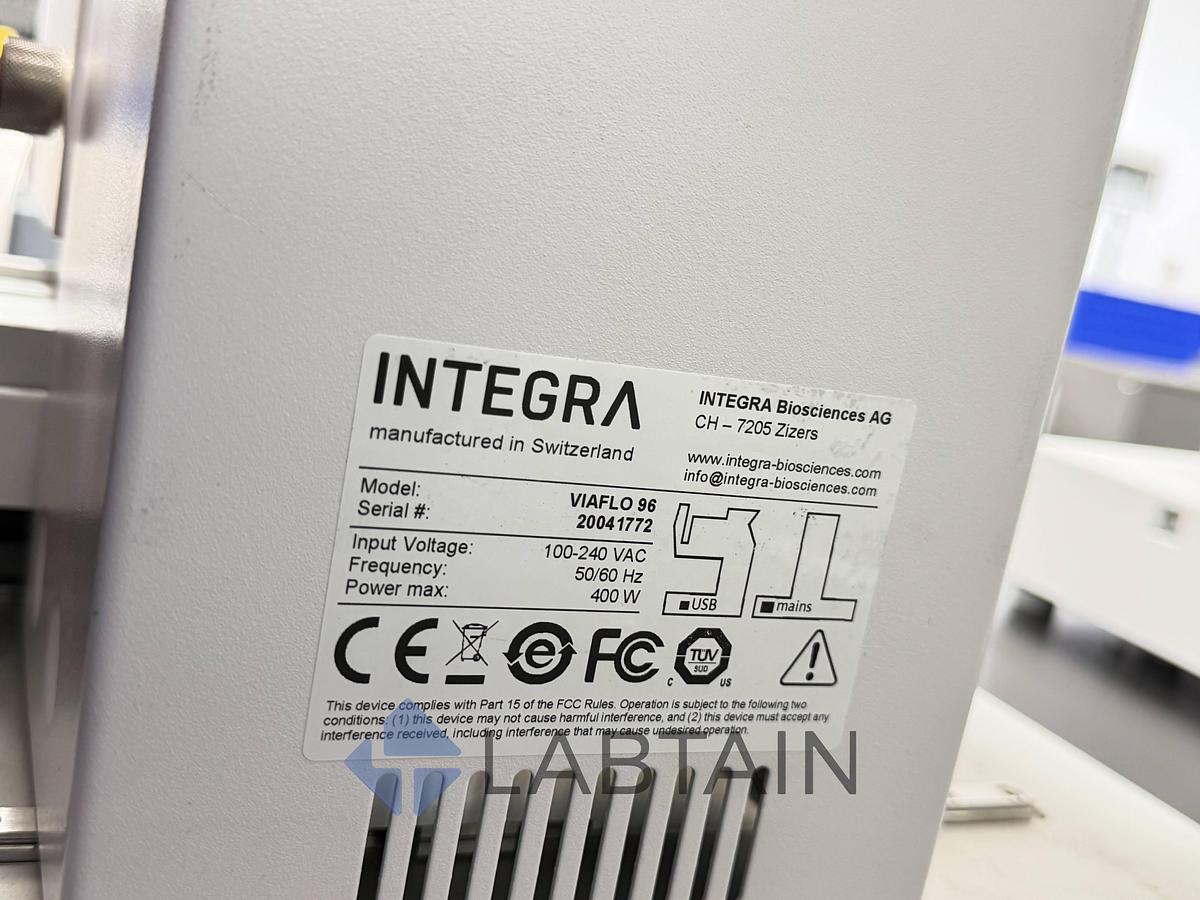 INTEGRA
manufactured in Switzerland
INTEGRA Biosciences AG
CH – 7205 Zizers
www.integra-biosciences.com
info@integra-biosciences.com
Model: VIAFLO 96
Serial #: 20041772
Input Voltage: 100-240 VAC
Frequency: 50/60 Hz
Power max: 400 W
USB
mains
CE
e
FC
TÜV
SÜD
C US
!
This device complies with Part 15 of the FCC Rules. Operation is subject to the following two
conditions: (1) this device may not cause harmful interference, and (2) this device must accept any
interference received, including interference that may cause undesired operation.
LABTAIN